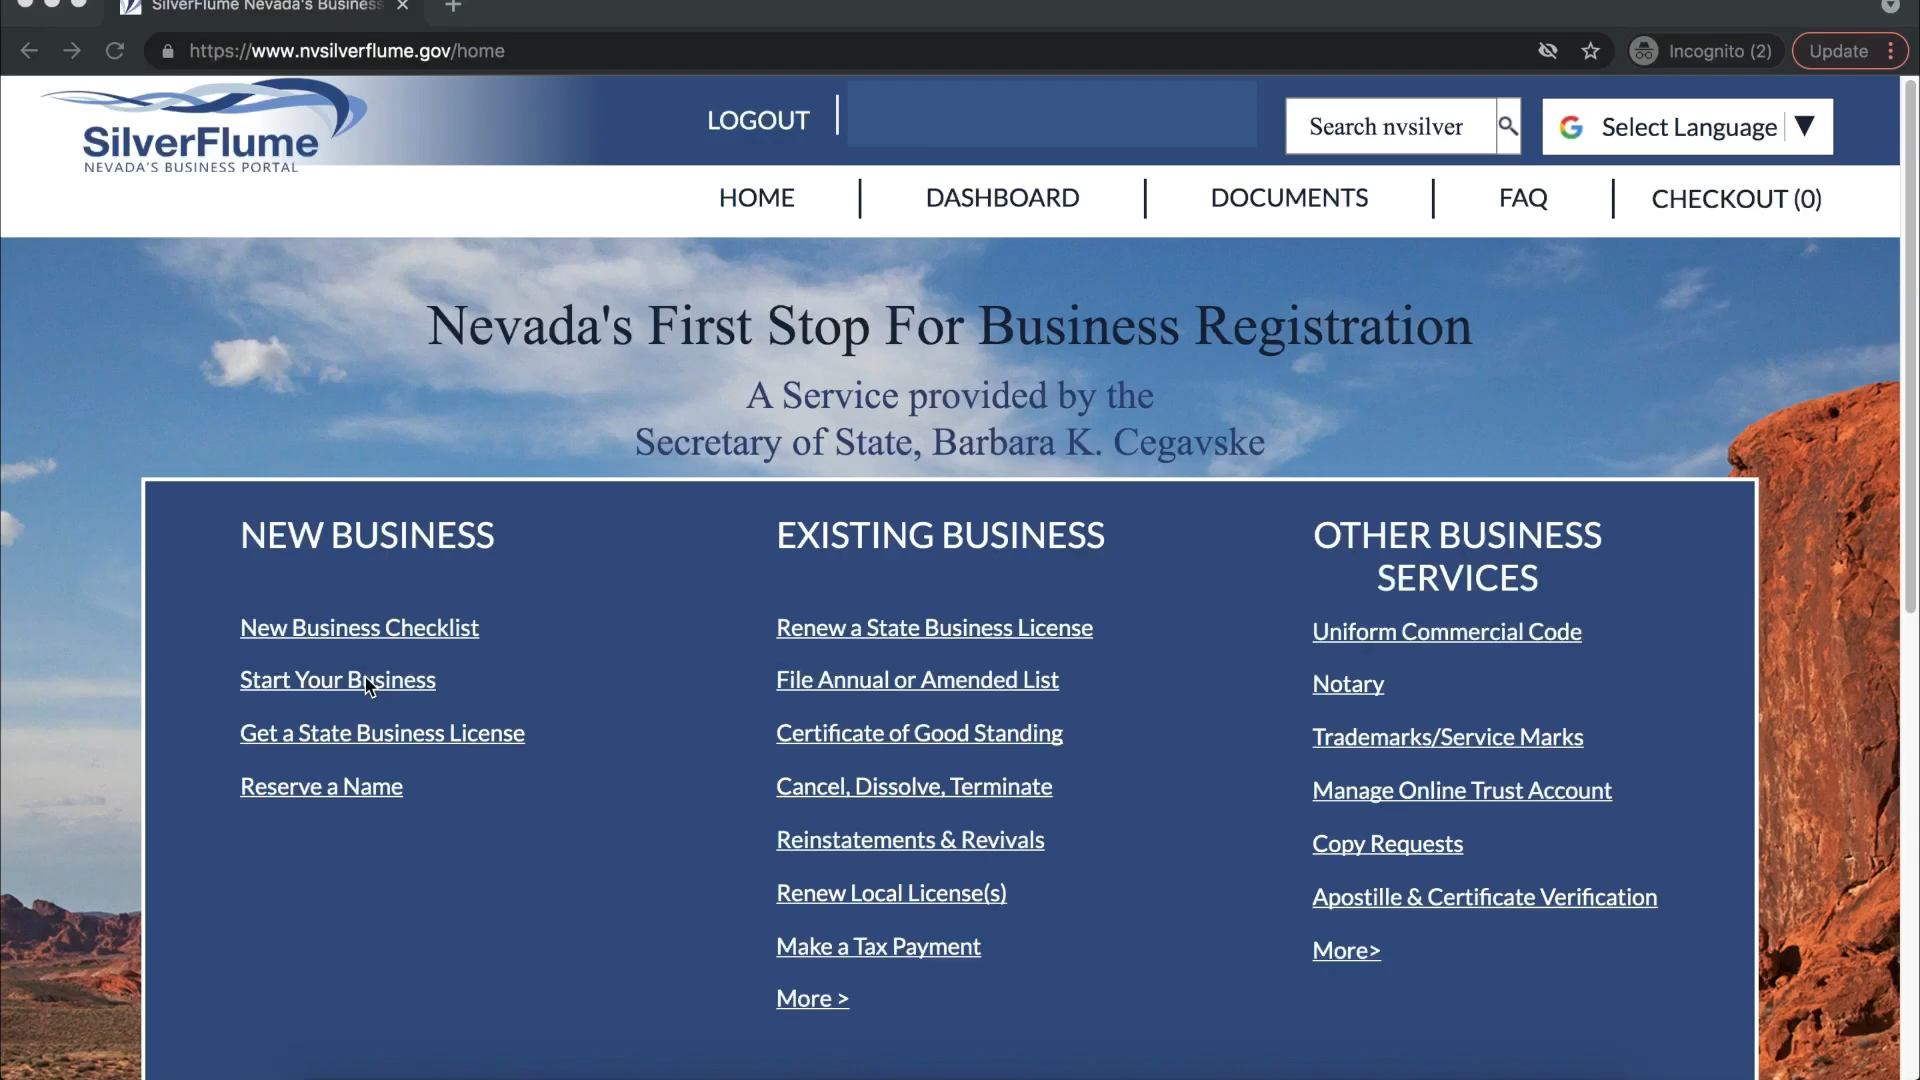 SilverFlume Nevada's Business
https://www.nvsilverflume.gov/home
Incognito (2)
Update
SilverFlume
NEVADA'S BUSINESS PORTAL
LOGOUT
Search nvsilver
Select Language
HOME
DASHBOARD
DOCUMENTS
FAQ
CHECKOUT (0)
Nevada's First Stop For Business Registration
A Service provided by the
Secretary of State, Barbara K. Cegavske
NEW BUSINESS
New Business Checklist
Start Your Business
Get a State Business License
Reserve a Name
EXISTING BUSINESS
Renew a State Business License
File Annual or Amended List
Certificate of Good Standing
Cancel, Dissolve, Terminate
Reinstatements & Revivals
Renew Local License(s)
Make a Tax Payment
More >
OTHER BUSINESS
SERVICES
Uniform Commercial Code
Notary
Trademarks/Service Marks
Manage Online Trust Account
Copy Requests
Apostille & Certificate Verification
More>